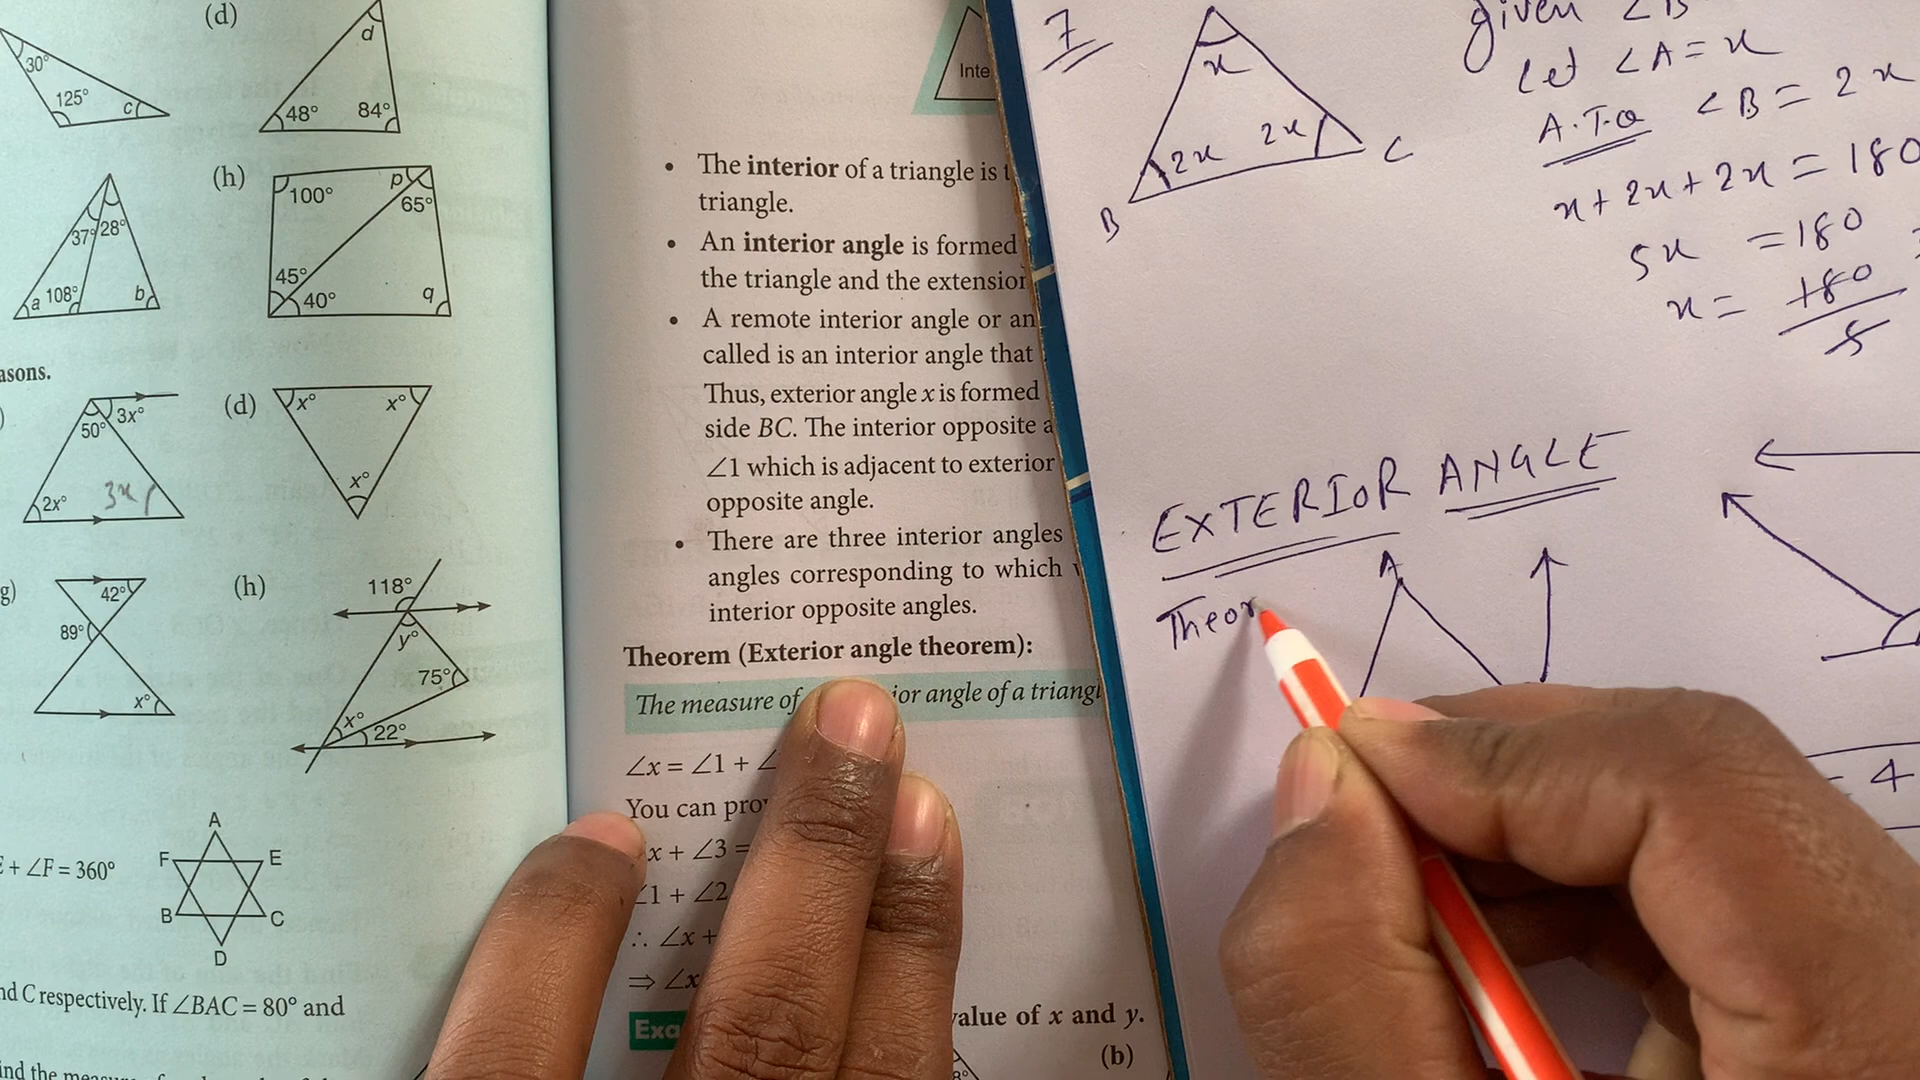 (d)
30°
125°
c
d
48°
84°
37°
28°
a
108°
b
(h)
100°
p
65°
45°
40°
q
asons.
50°
3x°
2x°
3x
(d)
x°
x°
x°
g)
42°
89°
x°
(h)
118°
y°
75°
x°
22°
+ ∠F = 360°
A
F
E
B
C
D
nd C respectively. If ∠BAC = 80° and
Inte
• The interior of a triangle is t
triangle.
• An interior angle is formed
the triangle and the extension
• A remote interior angle or an
called is an interior angle that
Thus, exterior angle x is formed
side BC. The interior opposite a
∠1 which is adjacent to exterior
opposite angle.
• There are three interior angles
angles corresponding to which
interior opposite angles.
Theorem (Exterior angle theorem):
The measure of ior angle of a triangl
∠x = ∠1 + ∠
You can pro
x + ∠3 =
∠1 + ∠2
∴ ∠x +
⇒ ∠x
Exa
value of x and y.
(b)
8°
7
x
2x
2x
B
C
given ∠B
Let ∠A = x
A.T.Q ∠B = 2x
x + 2x + 2x = 180
5x = 180
x = 180
5
EXTERIOR ANGLE
Theor
A
= 4